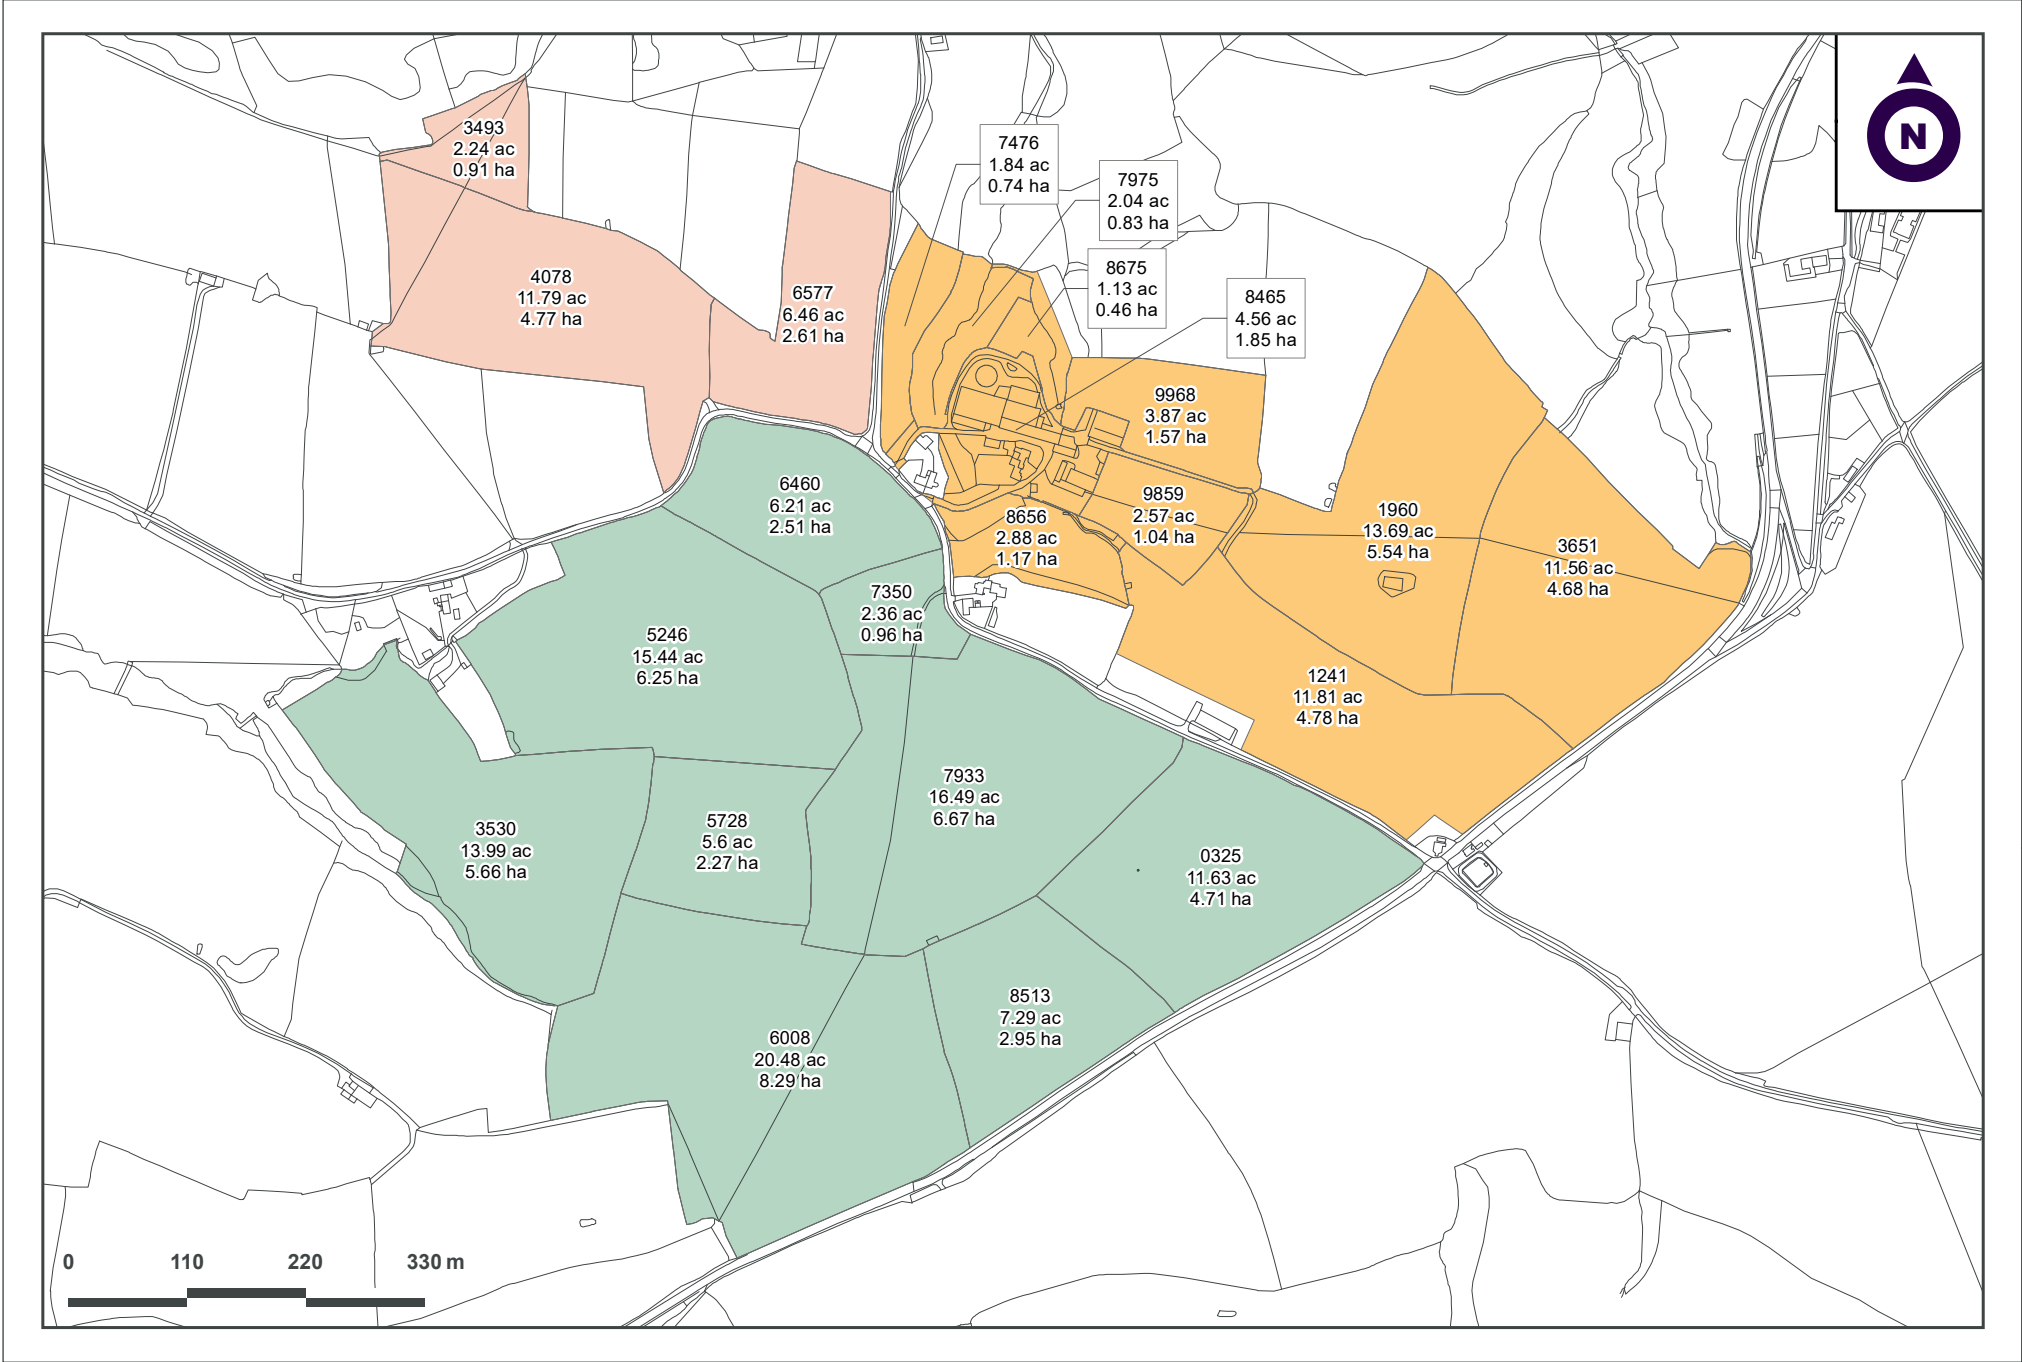 N
3493
2.24 ac
0.91 ha
7476
1.84 ac
0.74 ha
7975
2.04 ac
0.83 ha
8675
1.13 ac
0.46 ha
8465
4.56 ac
1.85 ha
4078
11.79 ac
4.77 ha
6577
6.46 ac
2.61 ha
9968
3.87 ac
1.57 ha
6460
6.21 ac
2.51 ha
9859
2.57 ac
1.04 ha
8656
2.88 ac
1.17 ha
1960
13.69 ac
5.54 ha
3651
11.56 ac
4.68 ha
7350
2.36 ac
0.96 ha
5246
15.44 ac
6.25 ha
1241
11.81 ac
4.78 ha
7933
16.49 ac
6.67 ha
5728
5.6 ac
2.27 ha
3530
13.99 ac
5.66 ha
0325
11.63 ac
4.71 ha
8513
7.29 ac
2.95 ha
6008
20.48 ac
8.29 ha
0 110 220 330 m